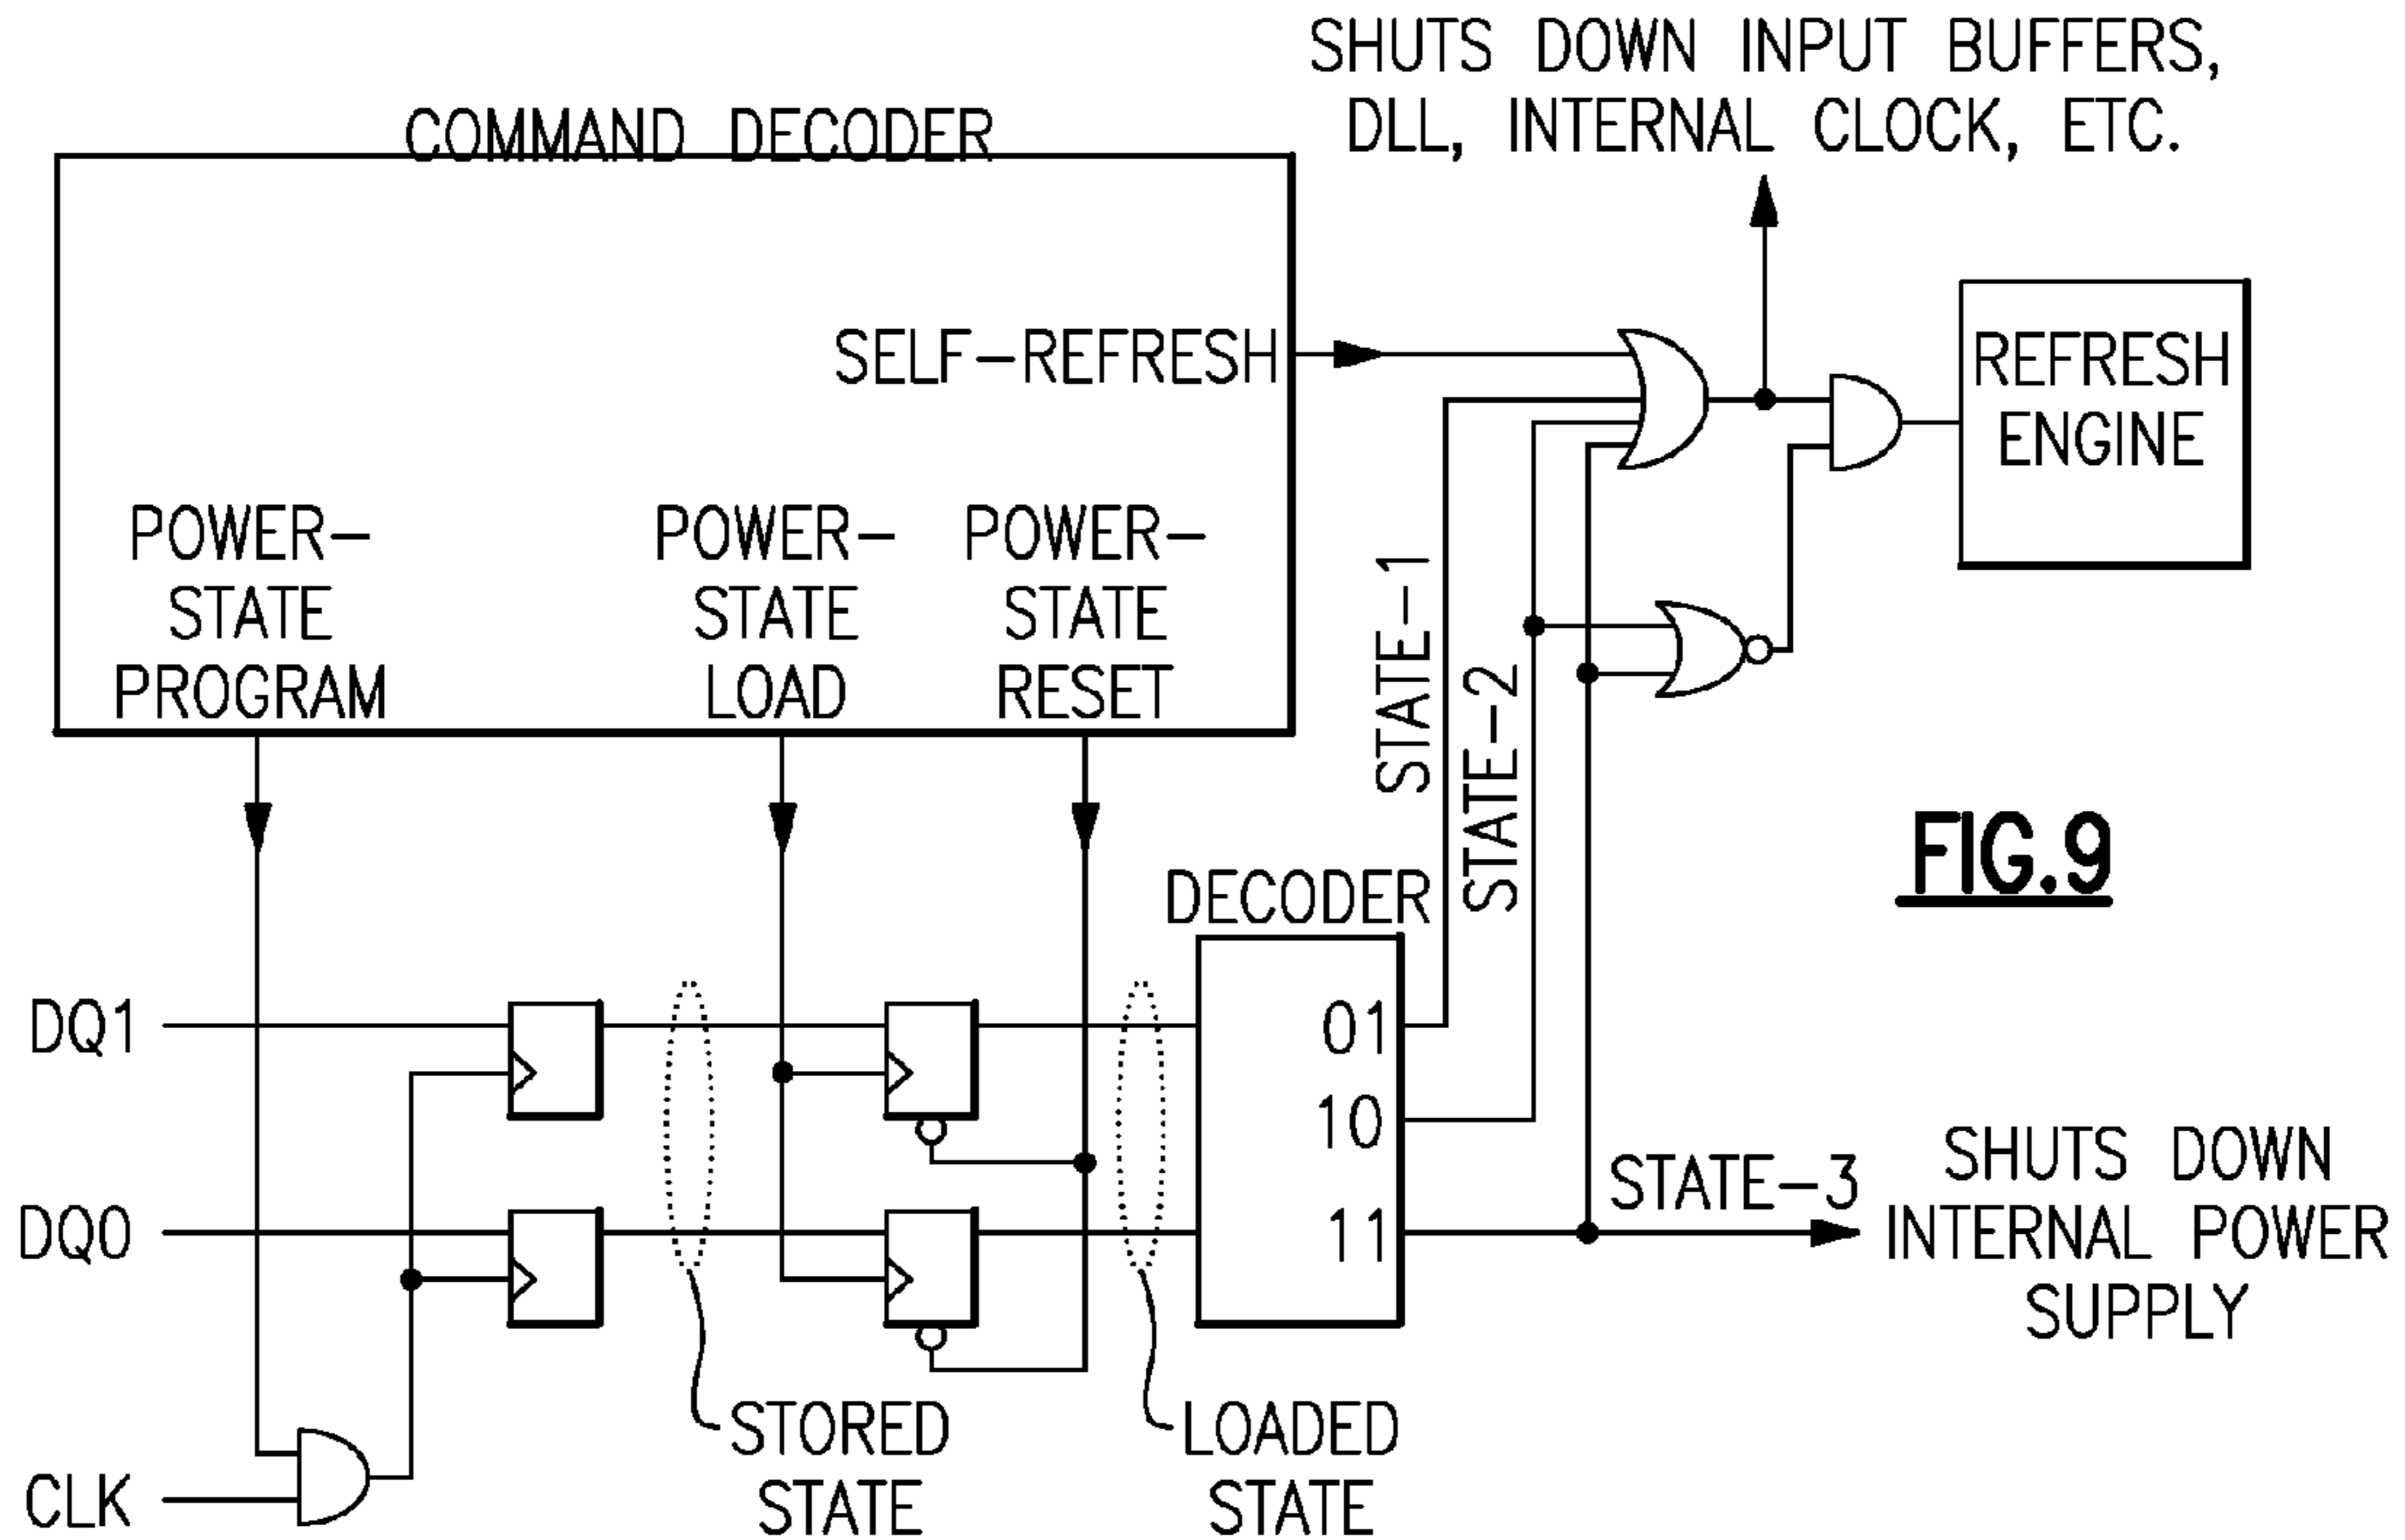 SHUTS DOWN INPUT BUFFERS,
DLL, INTERNAL CLOCK, ETC.
COMMAND DECODER
SELF-REFRESH
REFRESH
ENGINE
POWER-
STATE
PROGRAM
POWER-
STATE
LOAD
POWER-
STATE
RESET
STATE-1
STATE-2
FIG.9
DECODER
DQ1
01
10
DQ0
11
STATE-3
SHUTS DOWN
INTERNAL POWER
SUPPLY
STORED
STATE
LOADED
STATE
CLK